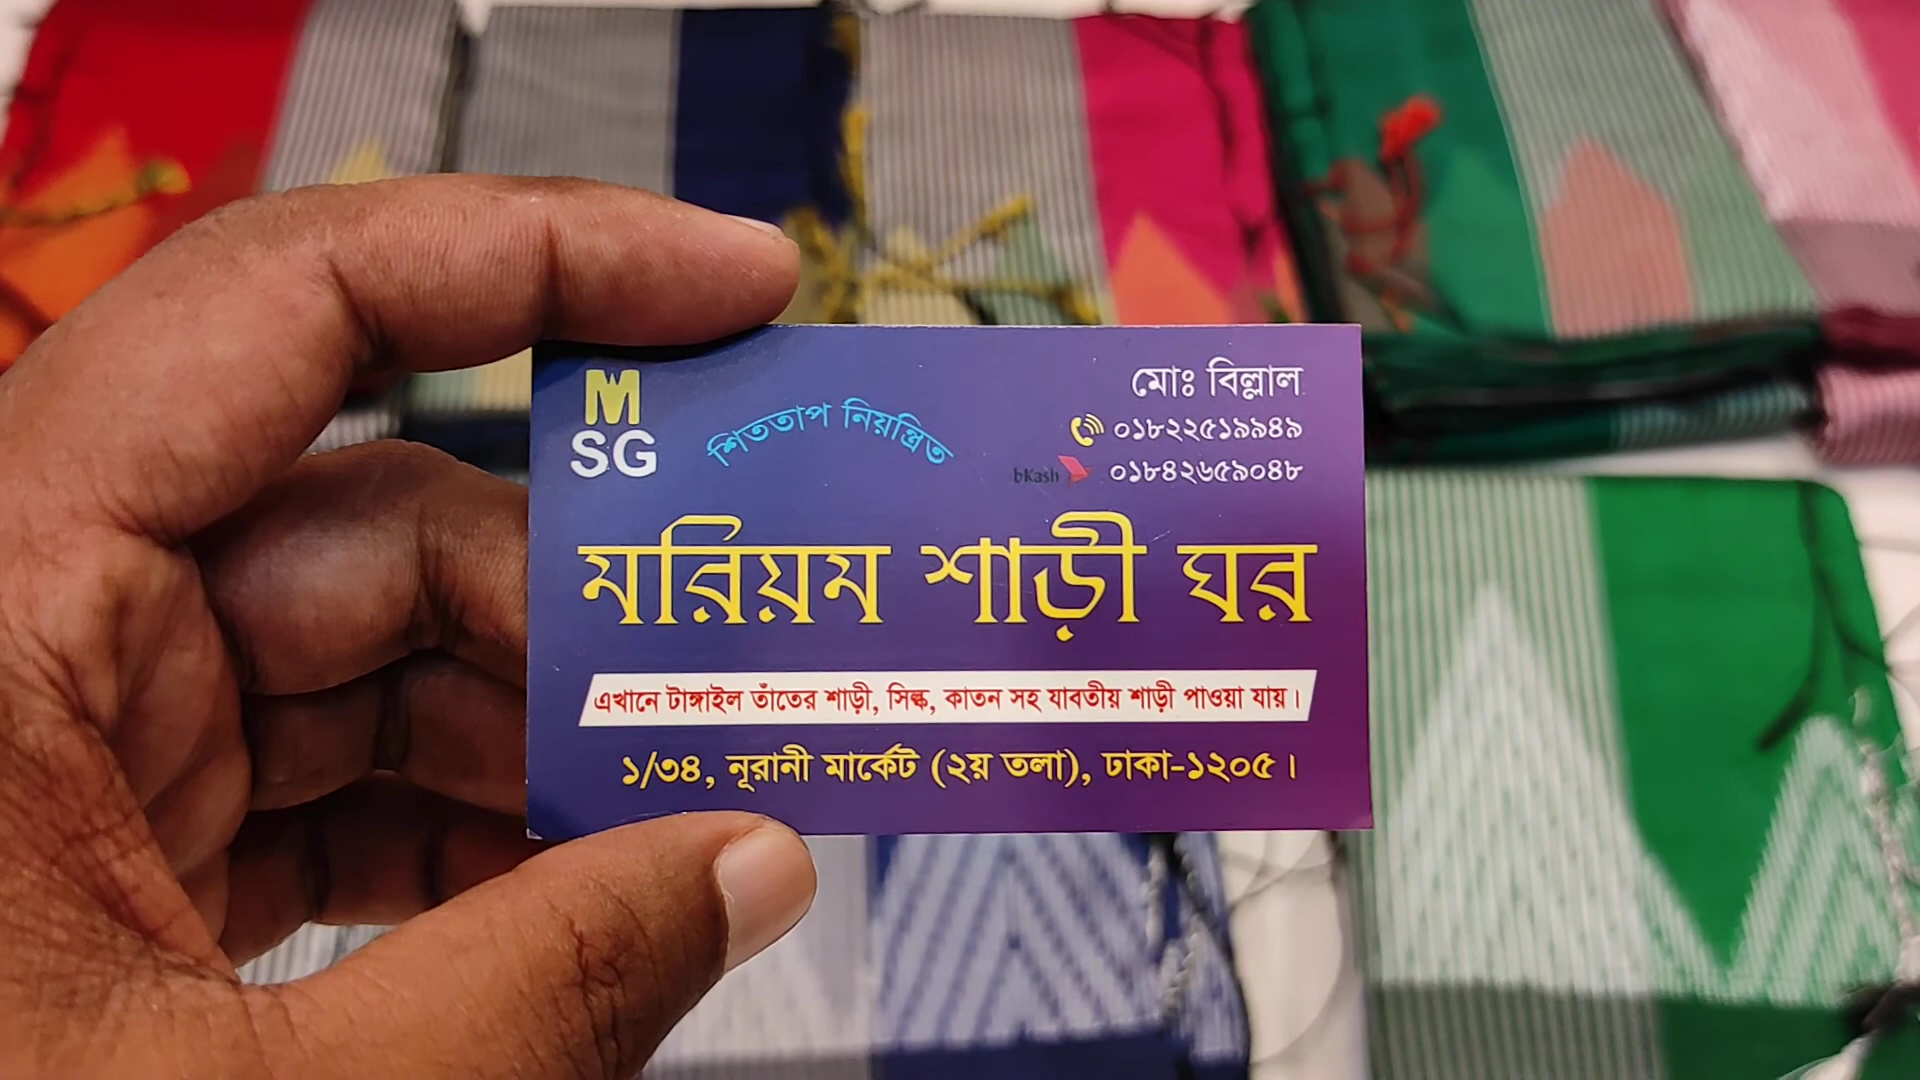 M
SG
শিততাপ নিয়ন্ত্রিত
মোঃ বিল্লাল
০১৮২২৫১৯৯৪৯
bKash ০১৮৪২৬৫৯০৪৮
মরিয়ম শাড়ী ঘর
এখানে টাঙ্গাইল তাঁতের শাড়ী, সিল্ক, কাতন সহ যাবতীয় শাড়ী পাওয়া যায়।
১/৩৪, নূরানী মার্কেট (২য় তলা), ঢাকা-১২০৫।